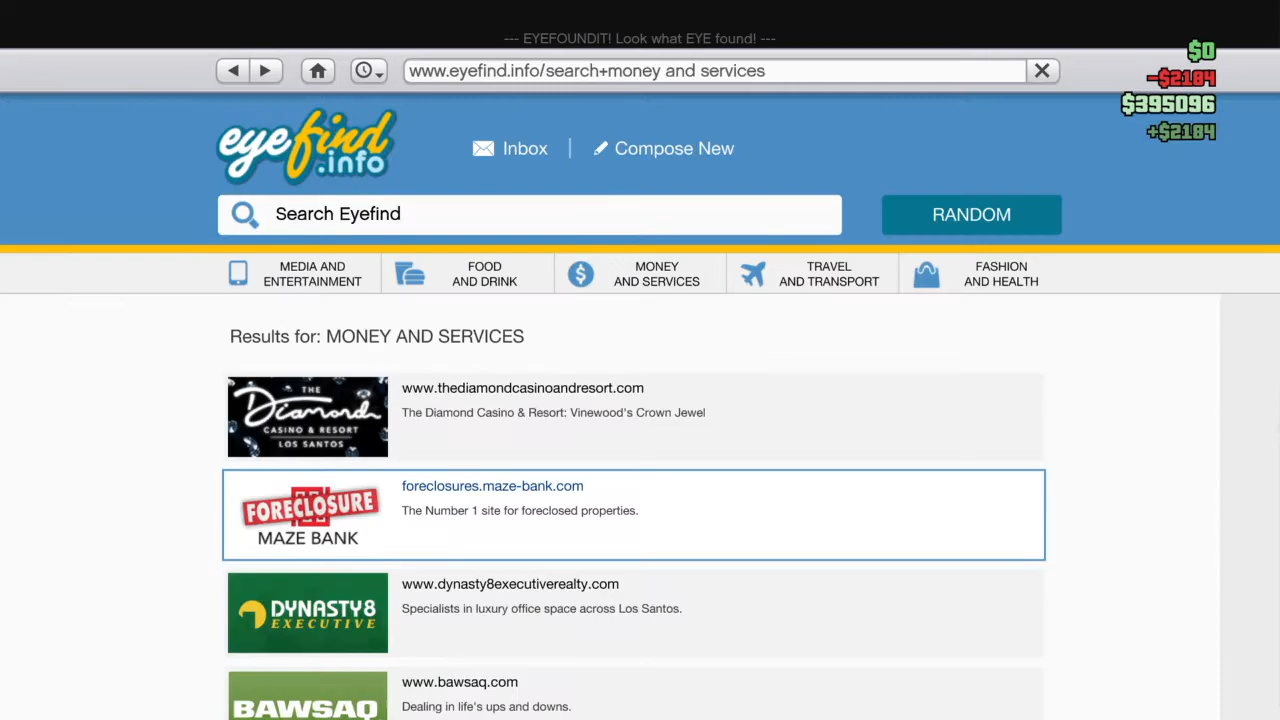 --- EYEFOUNDIT! Look what EYE found! ---
$0
-$2184
$395096
+$2184
www.eyefind.info/search+money and services
eyefind
.info
Inbox
Compose New
Search Eyefind
RANDOM
MEDIA AND
ENTERTAINMENT
FOOD
AND DRINK
MONEY
AND SERVICES
TRAVEL
AND TRANSPORT
FASHION
AND HEALTH
Results for: MONEY AND SERVICES
THE
Diamond
CASINO & RESORT
LOS SANTOS
www.thediamondcasinoandresort.com
The Diamond Casino & Resort: Vinewood's Crown Jewel
FORECLOSURE
MAZE BANK
foreclosures.maze-bank.com
The Number 1 site for foreclosed properties.
DYNASTY8
EXECUTIVE
www.dynasty8executiverealty.com
Specialists in luxury office space across Los Santos.
BAWSAQ
www.bawsaq.com
Dealing in life's ups and downs.